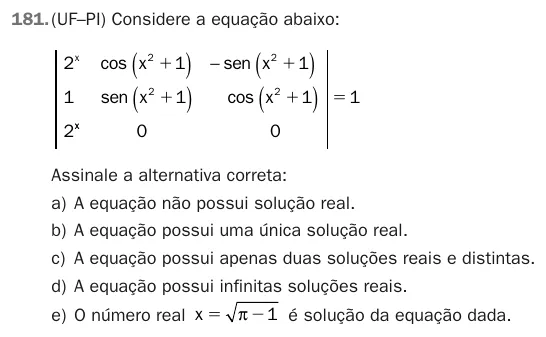 181. (UF–PI) Considere a equação abaixo:
| 2ˣ cos (x² + 1) – sen (x² + 1) |
| 1 sen (x² + 1) cos (x² + 1) | = 1
| 2ˣ 0 0 |
Assinale a alternativa correta:
a) A equação não possui solução real.
b) A equação possui uma única solução real.
c) A equação possui apenas duas soluções reais e distintas.
d) A equação possui infinitas soluções reais.
e) O número real x = √(π – 1) é solução da equação dada.